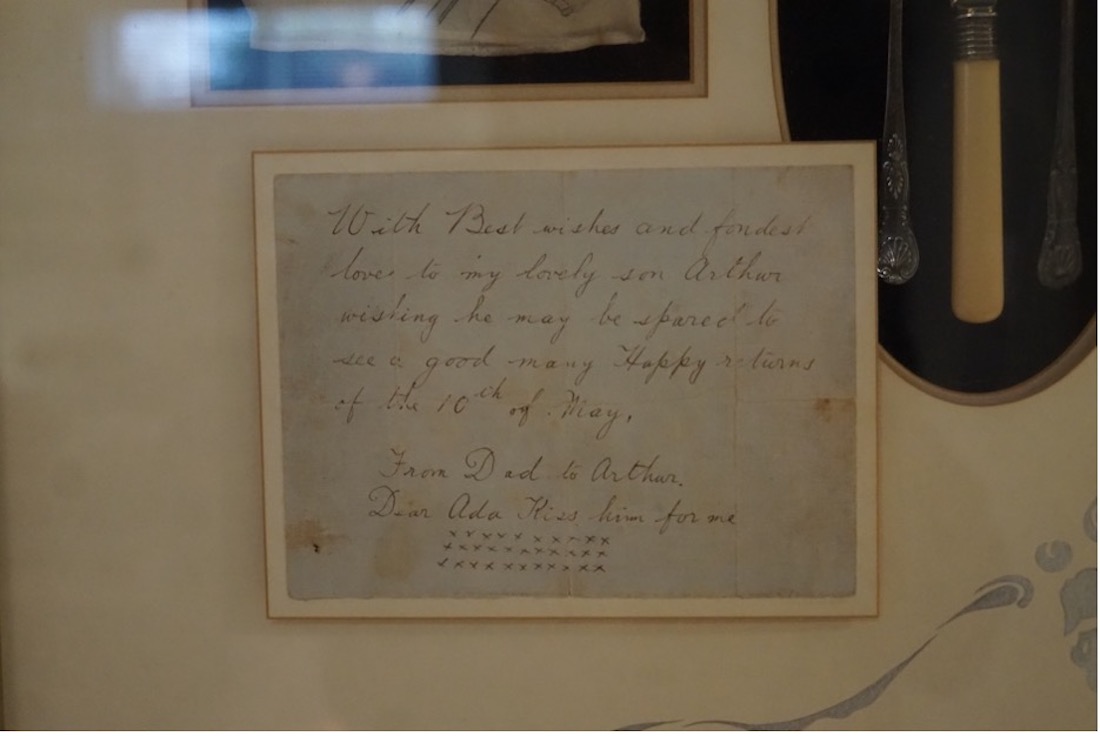 With Best wishes and fondest
love to my lovely son Arthur
wishing he may be spared to
see a good many Happy returns
of the 10th of May.
From Dad to Arthur.
Dear Ada Kiss him for me
x x x x x x x x x x
x x x x x x x x x x x
x x x x x x x x x x x